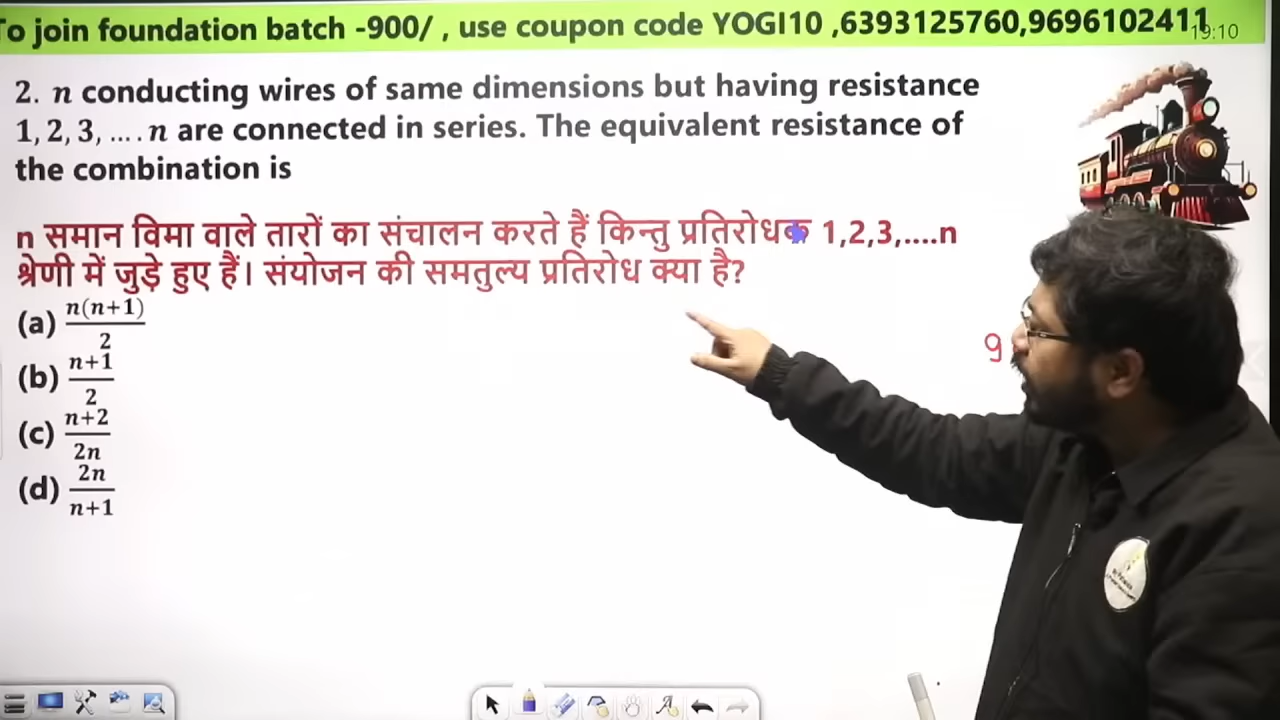 To join foundation batch -900/ , use coupon code YOGI10 ,6393125760,9696102411
19:10
2. n conducting wires of same dimensions but having resistance
1, 2, 3, .... n are connected in series. The equivalent resistance of
the combination is
n समान विमा वाले तारों का संचालन करते हैं किन्तु प्रतिरोधक 1,2,3,....n
श्रेणी में जुड़े हुए हैं। संयोजन की समतुल्य प्रतिरोध क्या है?
(a) n(n+1)/2
(b) n+1/2
(c) n+2/2n
(d) 2n/n+1
9